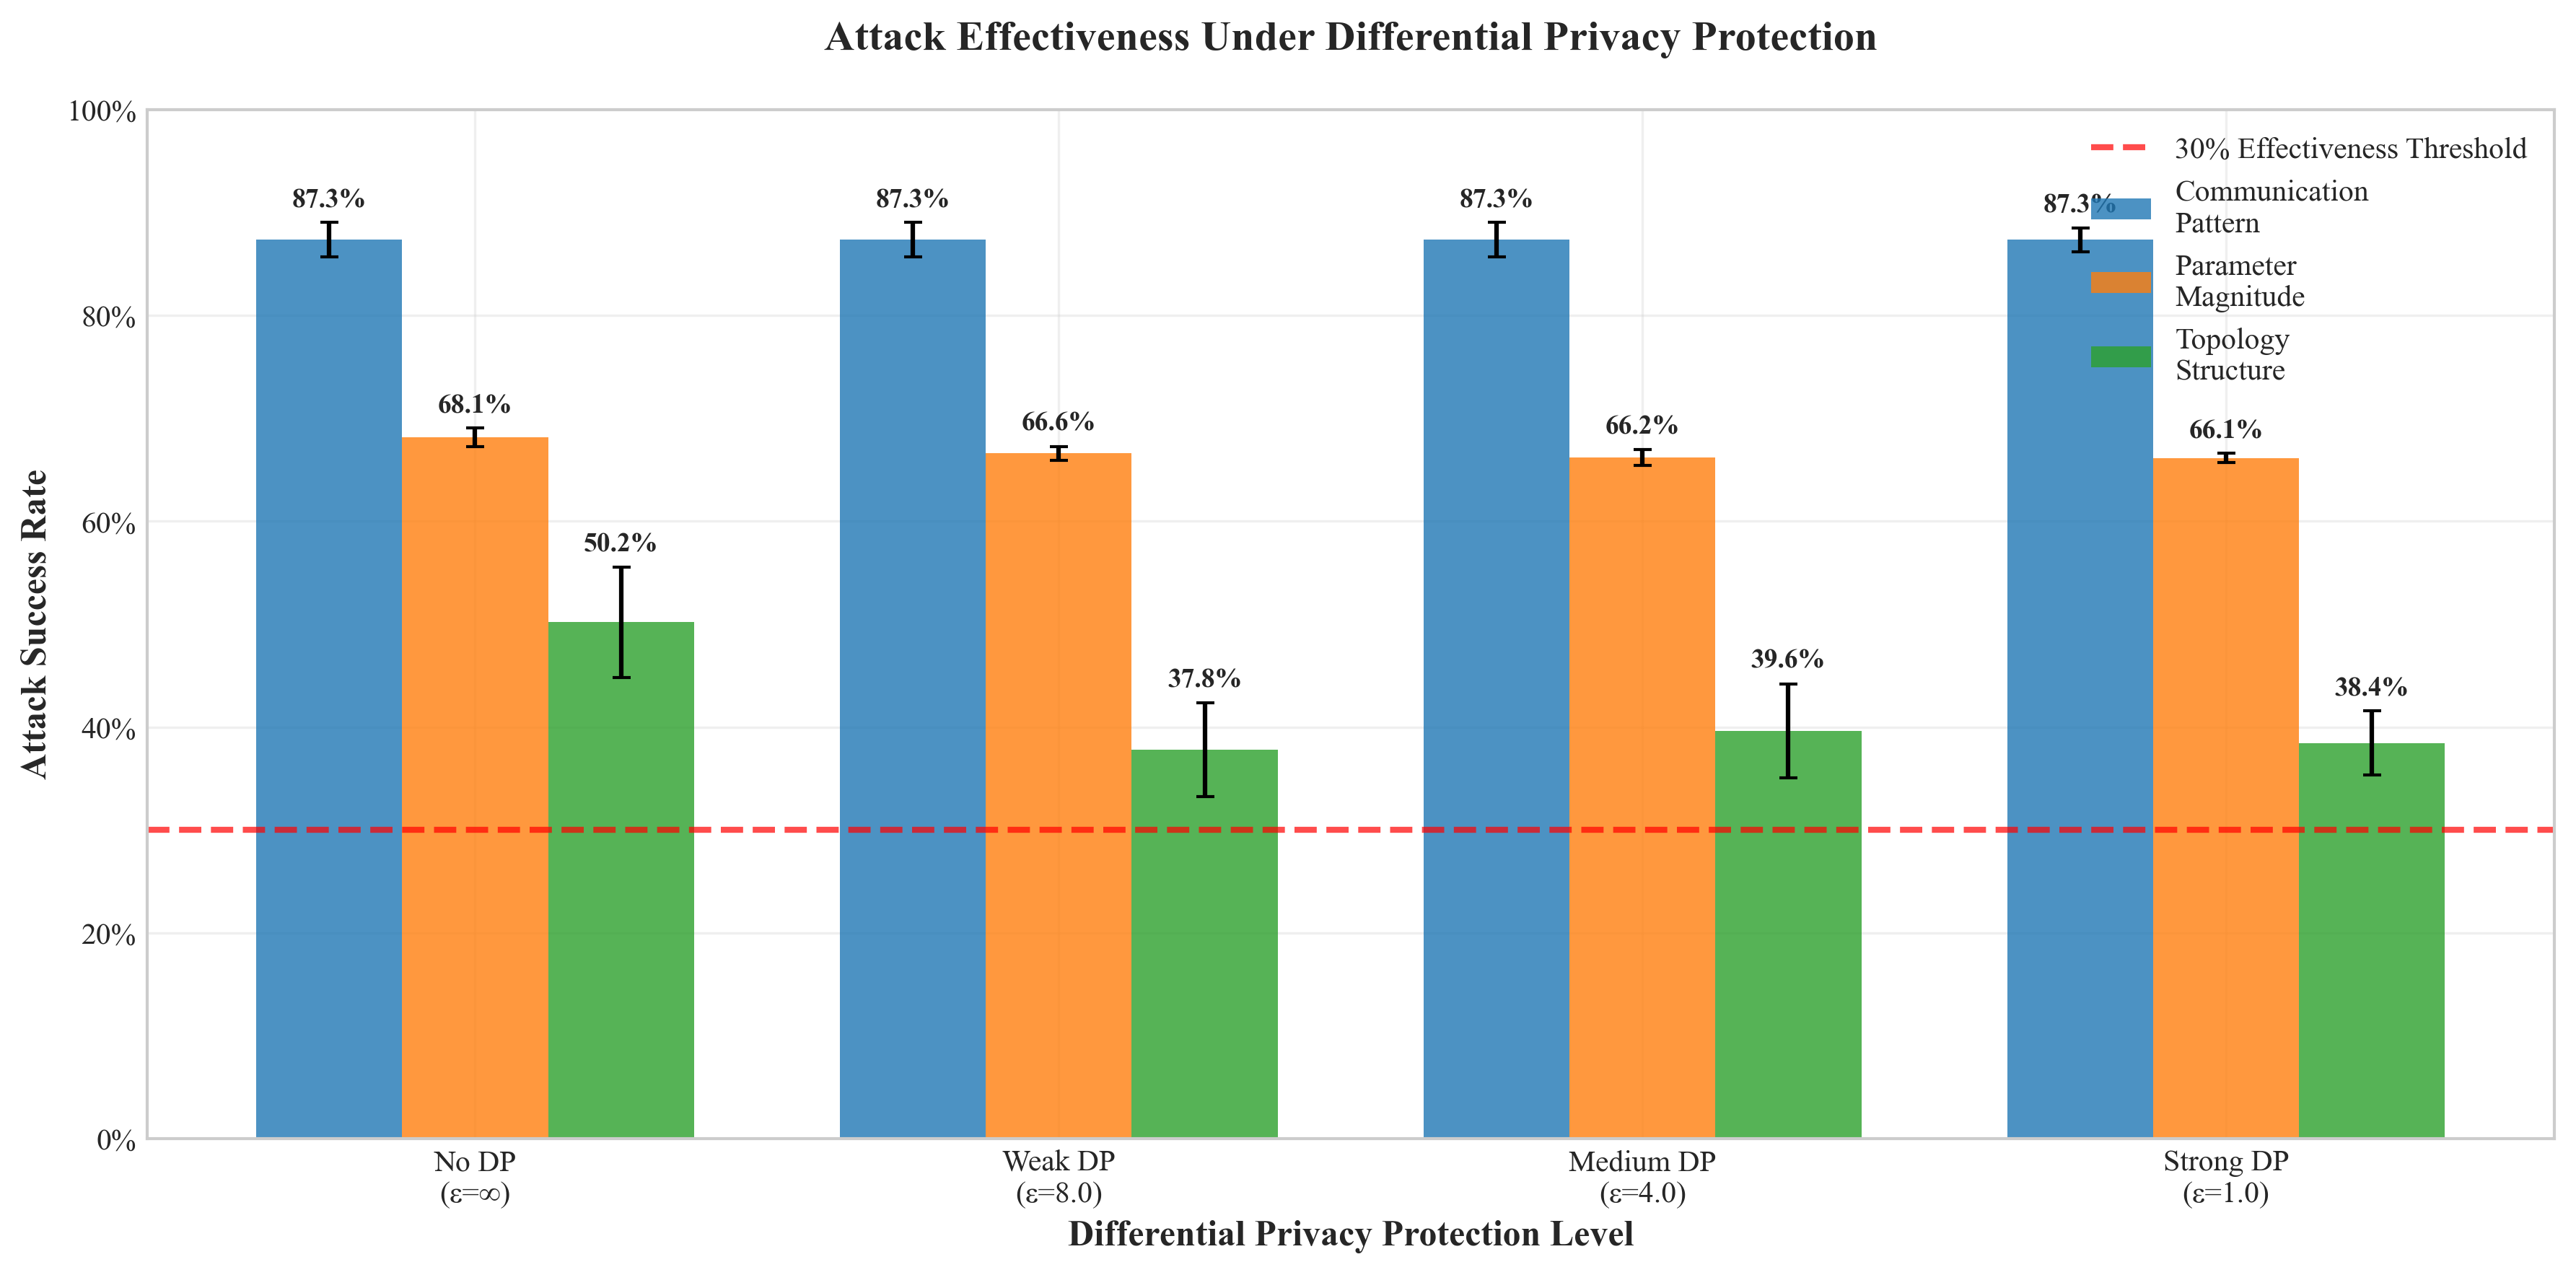 Attack Effectiveness Under Differential Privacy Protection
100%
80%
60%
40%
20%
0%
Attack Success Rate
87.3%
68.1%
50.2%
87.3%
66.6%
37.8%
87.3%
66.2%
39.6%
87.3%
66.1%
38.4%
30% Effectiveness Threshold
Communication
Pattern
Parameter
Magnitude
Topology
Structure
No DP
(ε=∞)
Weak DP
(ε=8.0)
Medium DP
(ε=4.0)
Strong DP
(ε=1.0)
Differential Privacy Protection Level